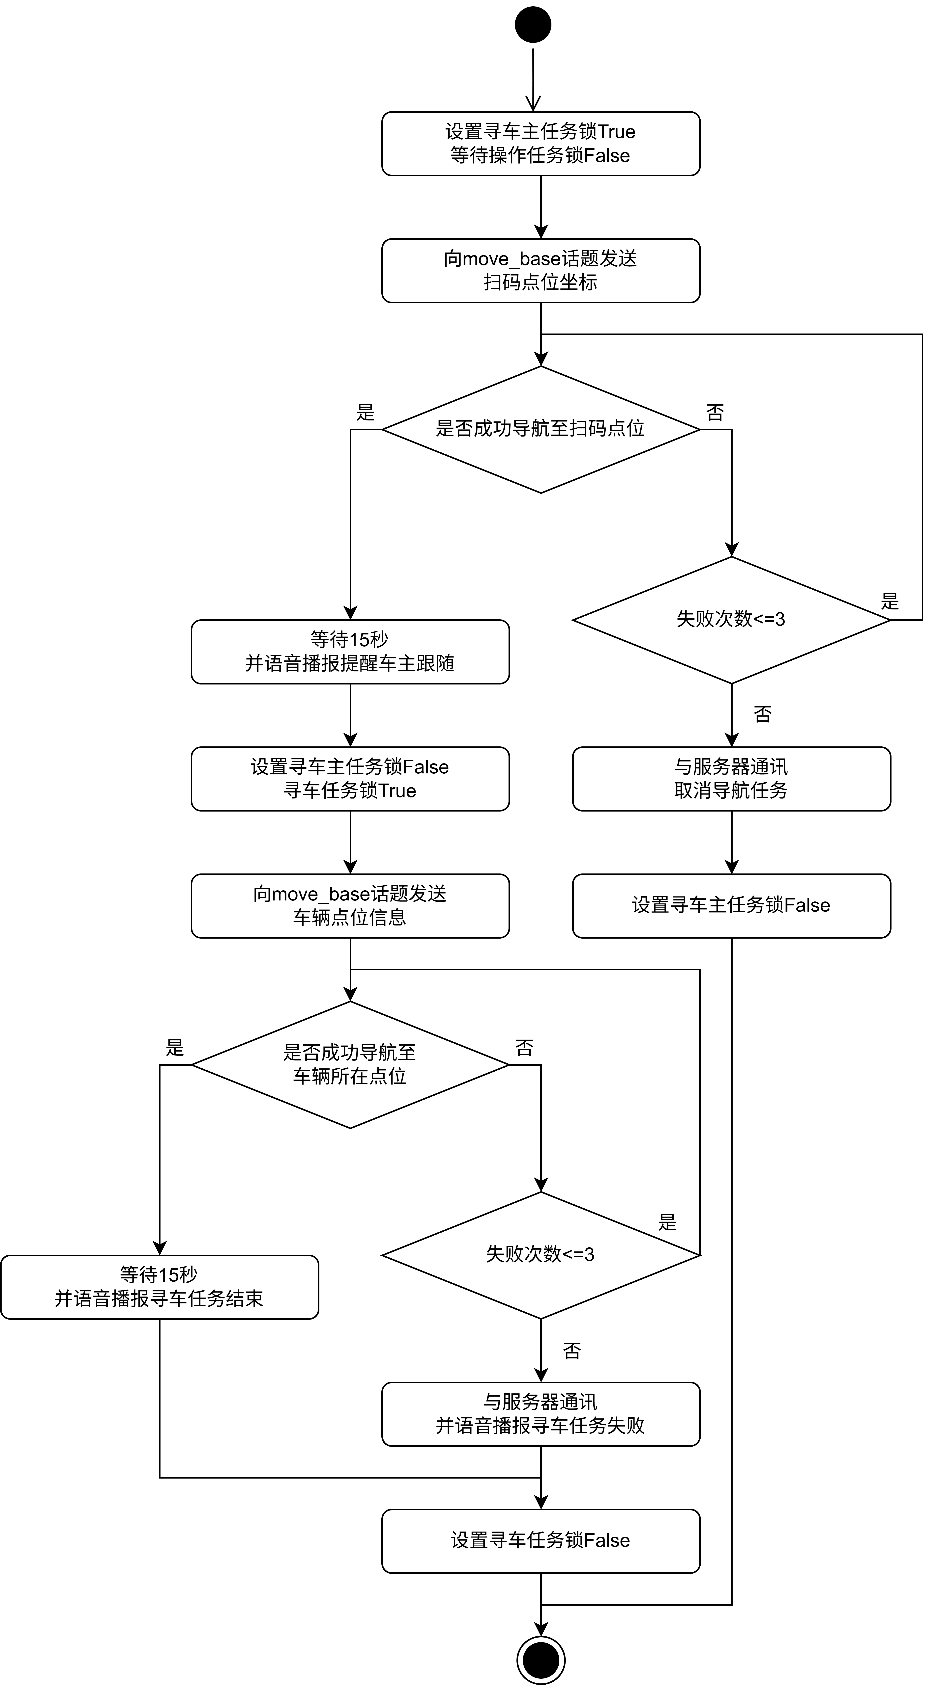 设置寻车主任务锁True
等待操作任务锁False
向move_base话题发送
扫码点位坐标
是否成功导航至扫码点位
是
否
失败次数<=3
是
否
等待15秒
并语音播报提醒车主跟随
设置寻车主任务锁False
寻车任务锁True
与服务器通讯
取消导航任务
向move_base话题发送
车辆点位信息
设置寻车主任务锁False
是否成功导航至
车辆所在点位
是
否
失败次数<=3
是
否
等待15秒
并语音播报寻车任务结束
与服务器通讯
并语音播报寻车任务失败
设置寻车任务锁False